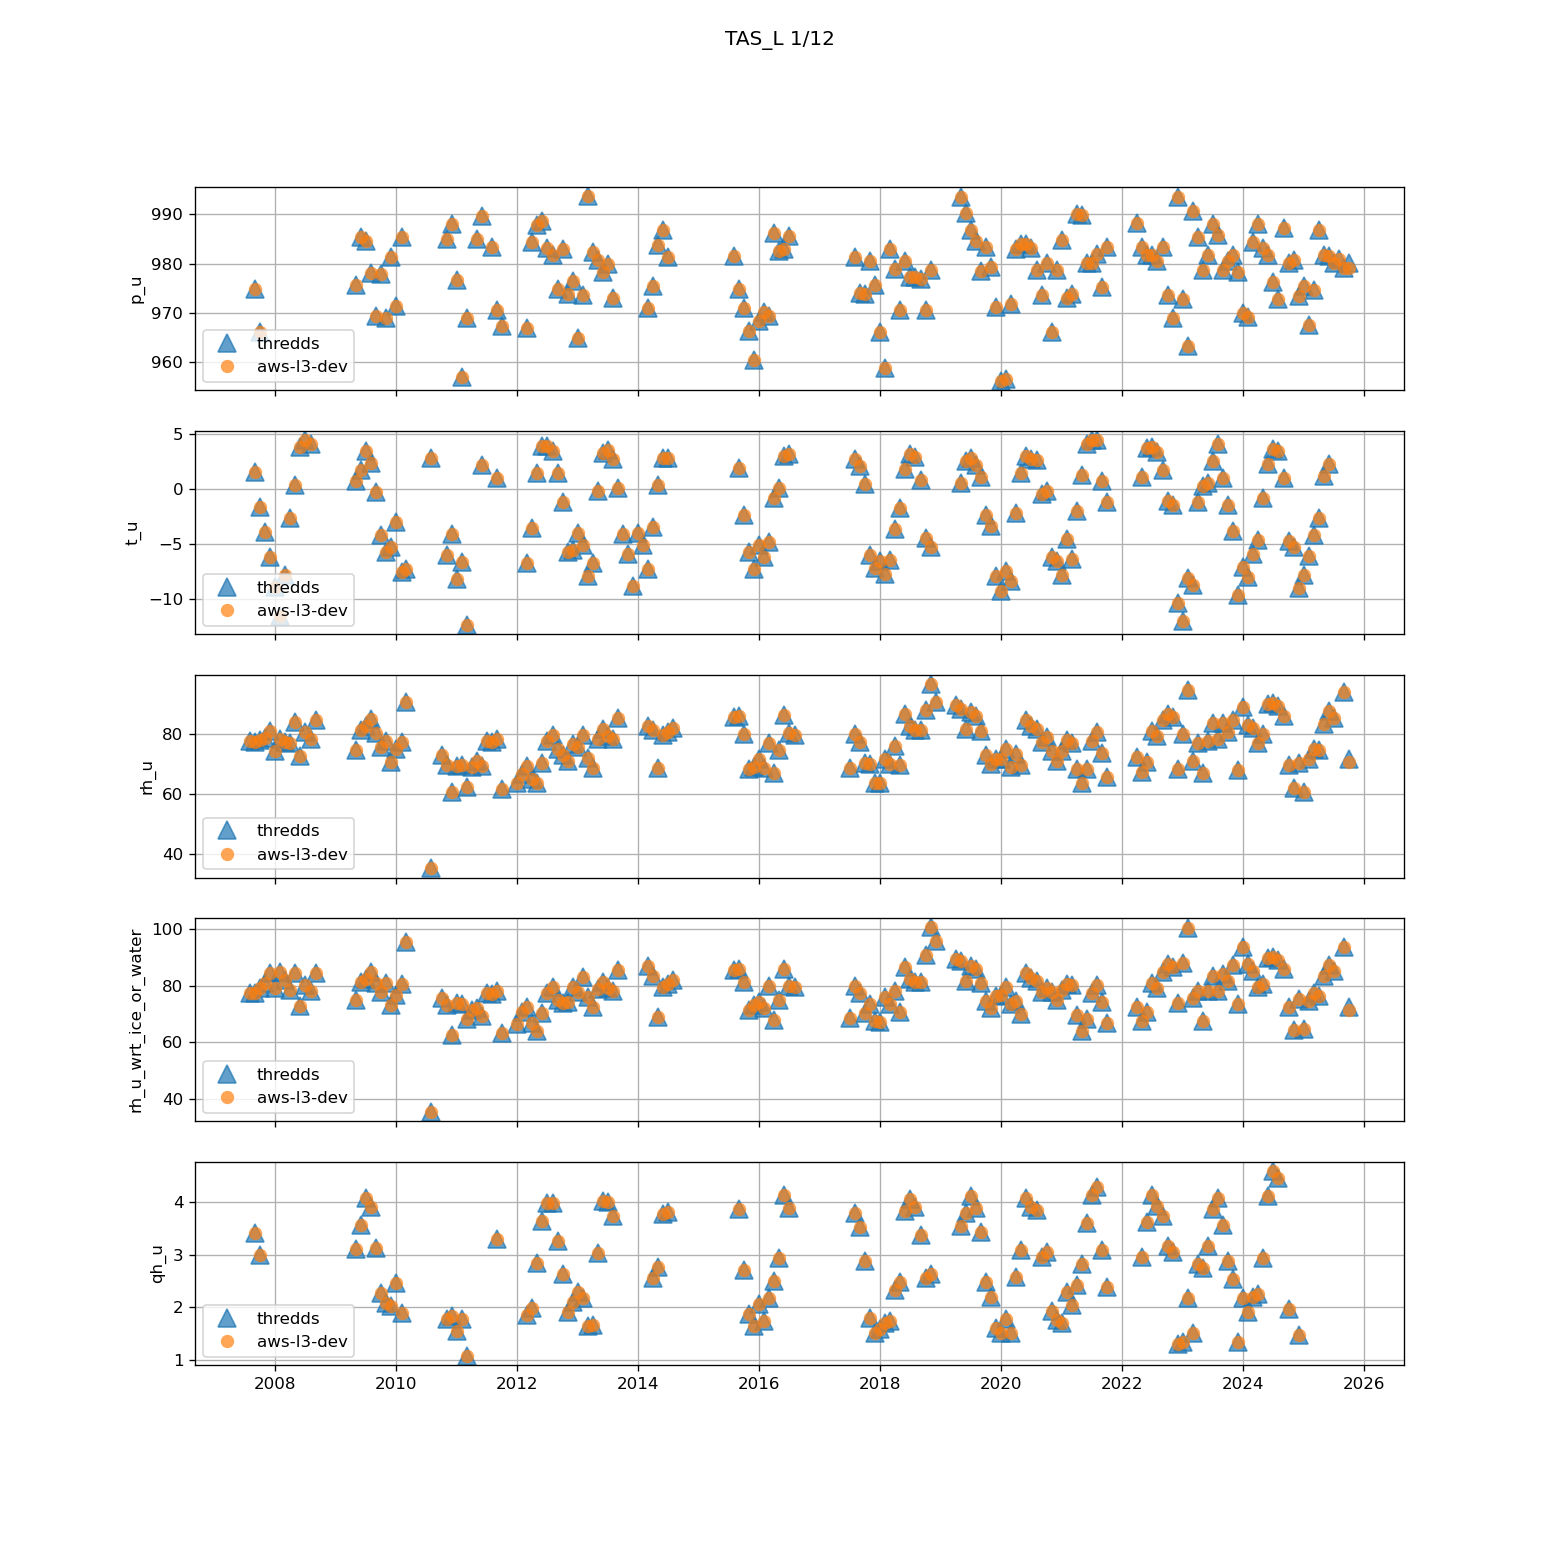 TAS_L 1/12
990
980
970
960
p_u
thredds
aws-l3-dev
5
0
−5
−10
t_u
thredds
aws-l3-dev
80
60
40
rh_u
thredds
aws-l3-dev
100
80
60
40
rh_u_wrt_ice_or_water
thredds
aws-l3-dev
4
3
2
1
qh_u
thredds
aws-l3-dev
2008 2010 2012 2014 2016 2018 2020 2022 2024 2026